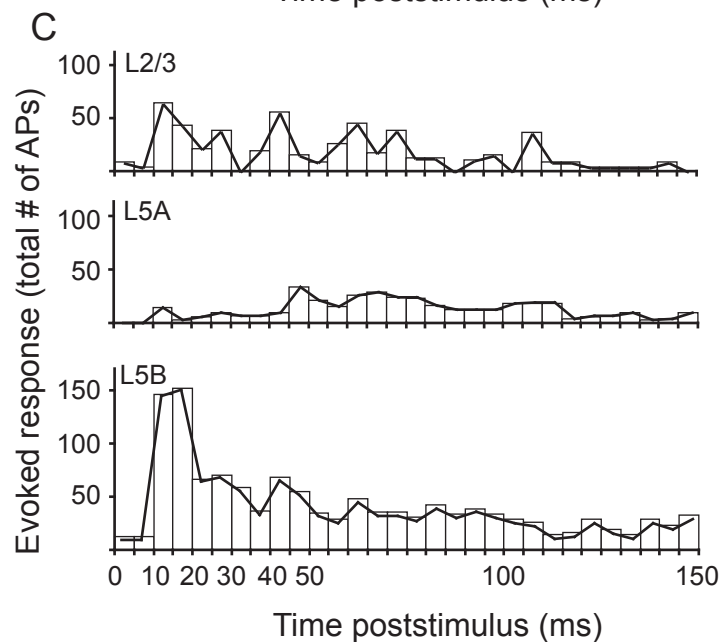 Time poststimulus (ms)
C
Evoked response (total # of APs)
100
L2/3
50
100
L5A
50
L5B
150
100
50
0 10 20 30 40 50 100 150
Time poststimulus (ms)